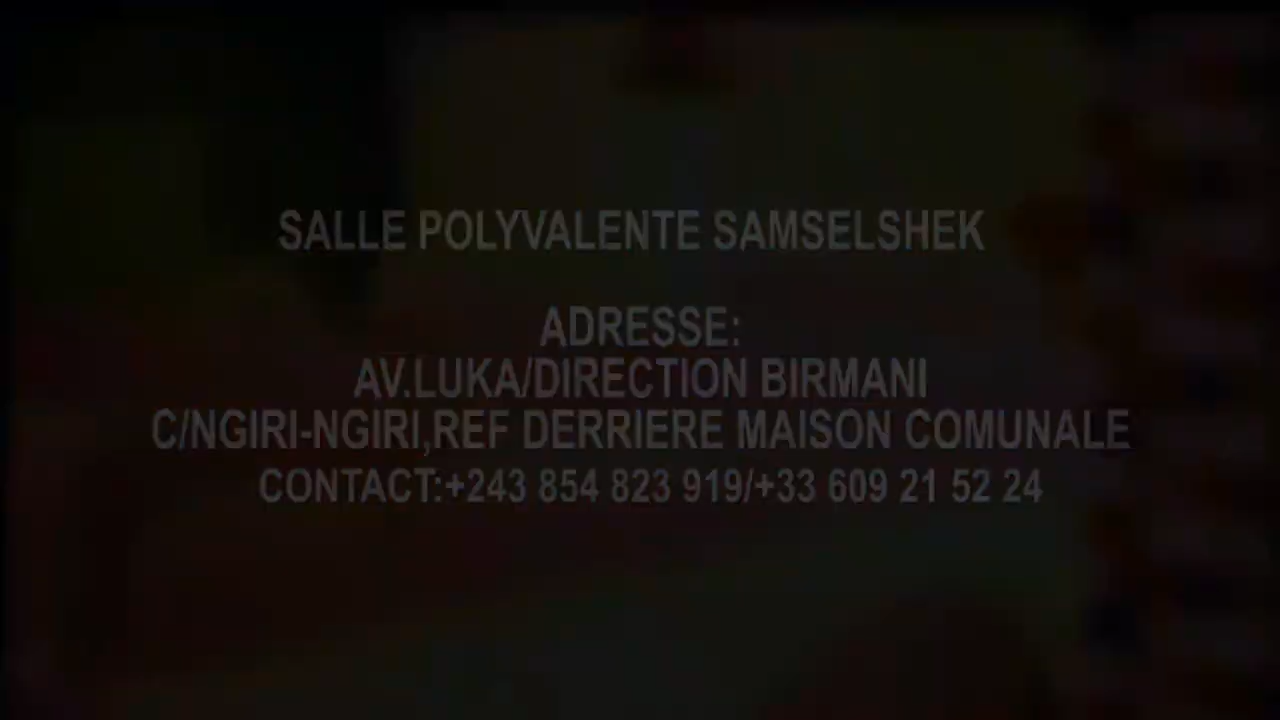 SALLE POLYVALENTE SAMSELSHEK
ADRESSE:
AV.LUKA/DIRECTION BIRMANI
C/NGIRI-NGIRI,REF DERRIERE MAISON COMUNALE
CONTACT:+243 854 823 919/+33 609 21 52 24